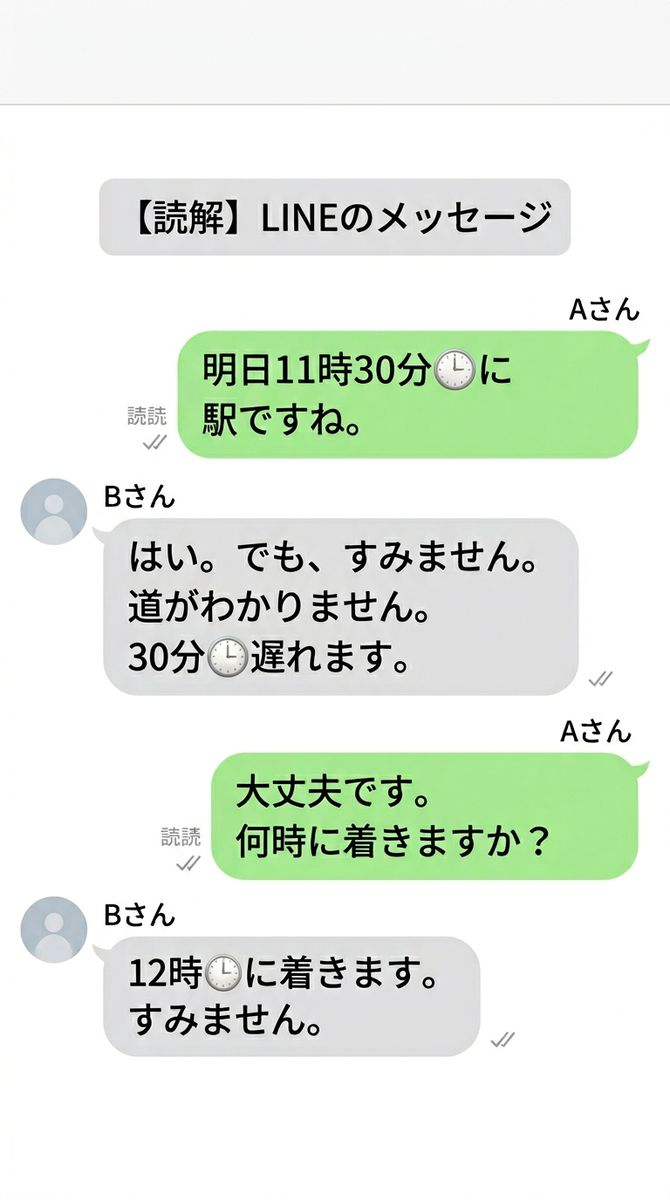 【読解】LINEのメッセージ
Aさん
明日11時30分🕒に
駅ですね。
読読
Bさん
はい。でも、すみません。
道がわかりません。
30分🕒遅れます。
Aさん
大丈夫です。
何時に着きますか？
読読
Bさん
12時🕒に着きます。
すみません。